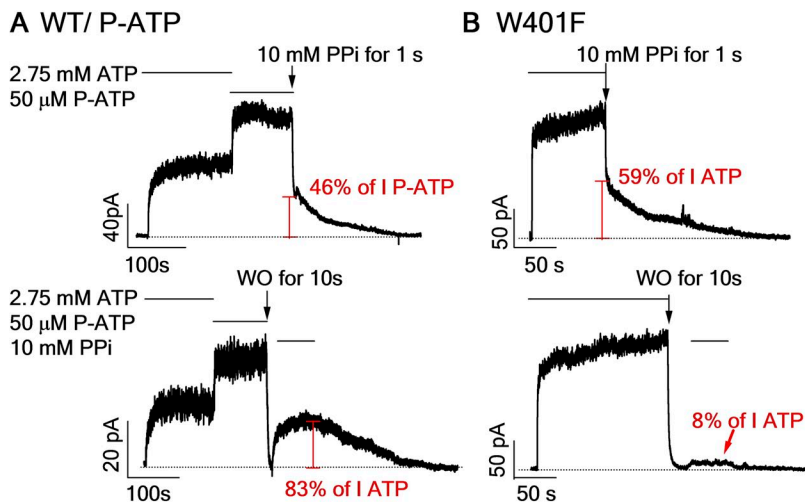 A WT/ P-ATP
B W401F
10 mM PPi for 1 s
10 mM PPi for 1 s
2.75 mM ATP
50 μM P-ATP
46% of I P-ATP
59% of I ATP
40pA
50 pA
100s
50 s
WO for 10s
WO for 10s
2.75 mM ATP
50 μM P-ATP
10 mM PPi
8% of I ATP
20 pA
50 pA
83% of I ATP
100s
50 s